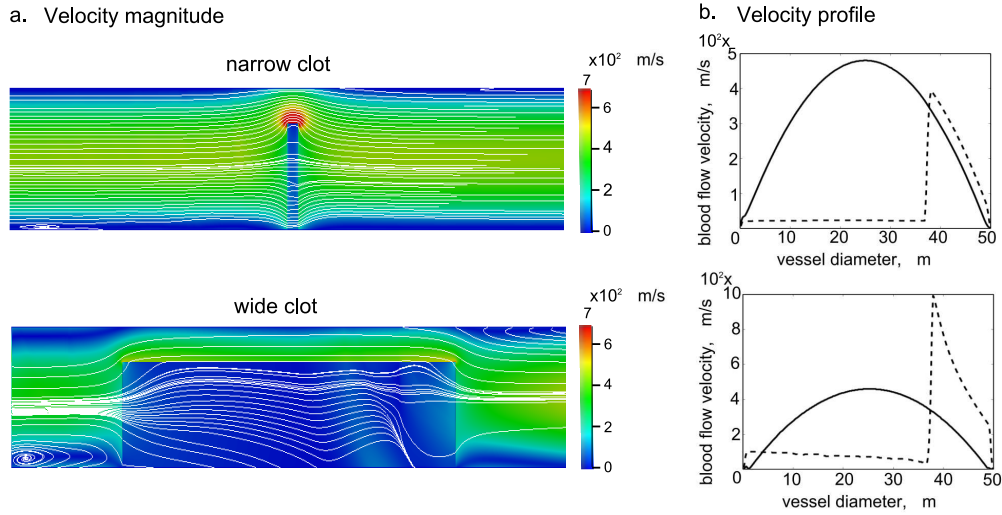 a. Velocity magnitude
narrow clot
x10² m/s
7
6
4
2
0
wide clot
x10² m/s
7
6
4
2
0
b. Velocity profile
10²x
5
4
3
2
1
blood flow velocity, m/s
0 10 20 30 40 50
vessel diameter, m
10²x
10
8
6
4
2
blood flow velocity, m/s
0 10 20 30 40 50
vessel diameter, m